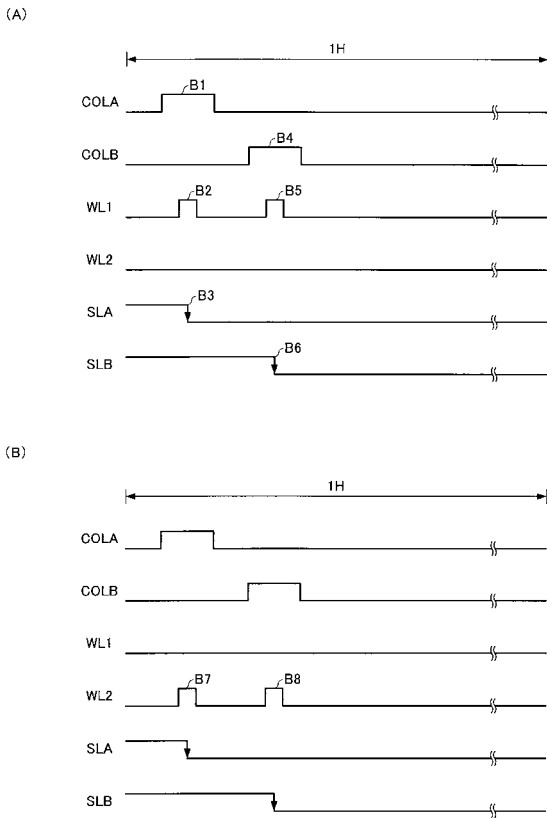 (A)
1H
COLA
B1
COLB
B4
WL1
B2
B5
WL2
SLA
B3
SLB
B6
(B)
1H
COLA
COLB
WL1
WL2
B7
B8
SLA
SLB